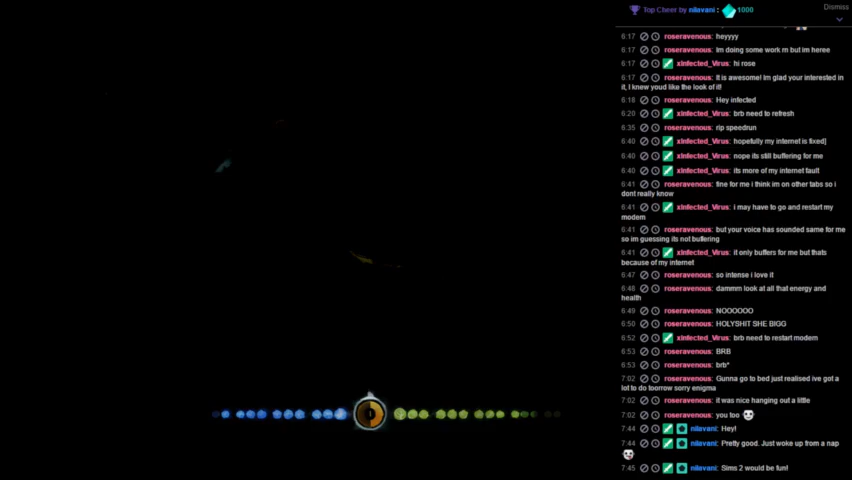 Top Cheer by nilavani : 1000
Dismiss
6:17 roseravenous: heyyyy
6:17 roseravenous: Im doing some work rn but im heree
6:17 xInfected_Virus: hi rose
6:17 roseravenous: It is awesome! Im glad your interested in
it, I knew youd like the look of it!
6:18 roseravenous: Hey infected
6:20 xInfected_Virus: brb need to refresh
6:35 roseravenous: rip speedrun
6:40 xInfected_Virus: hopefully my internet is fixed]
6:40 xInfected_Virus: nope its still buffering for me
6:40 xInfected_Virus: its more of my internet fault
6:41 roseravenous: fine for me i think im on other tabs so i
dont really know
6:41 xInfected_Virus: i may have to go and restart my
modem
6:41 roseravenous: but your voice has sounded same for me
so im guessing its not buffering
6:41 xInfected_Virus: it only buffers for me but thats
because of my internet
6:47 roseravenous: so intense i love it
6:48 roseravenous: dammm look at all that energy and
health
6:49 roseravenous: NOOOOOO
6:50 roseravenous: HOLYSHIT SHE BIGG
6:52 xInfected_Virus: brb need to restart modem
6:53 roseravenous: BRB
6:53 roseravenous: brb*
7:02 roseravenous: Gunna go to bed just realised ive got a
lot to do toorrow sorry enigma
7:02 roseravenous: it was nice hanging out a little
7:02 roseravenous: you too
7:44 nilavani: Hey!
7:44 nilavani: Pretty good. Just woke up from a nap
7:45 nilavani: Sims 2 would be fun!